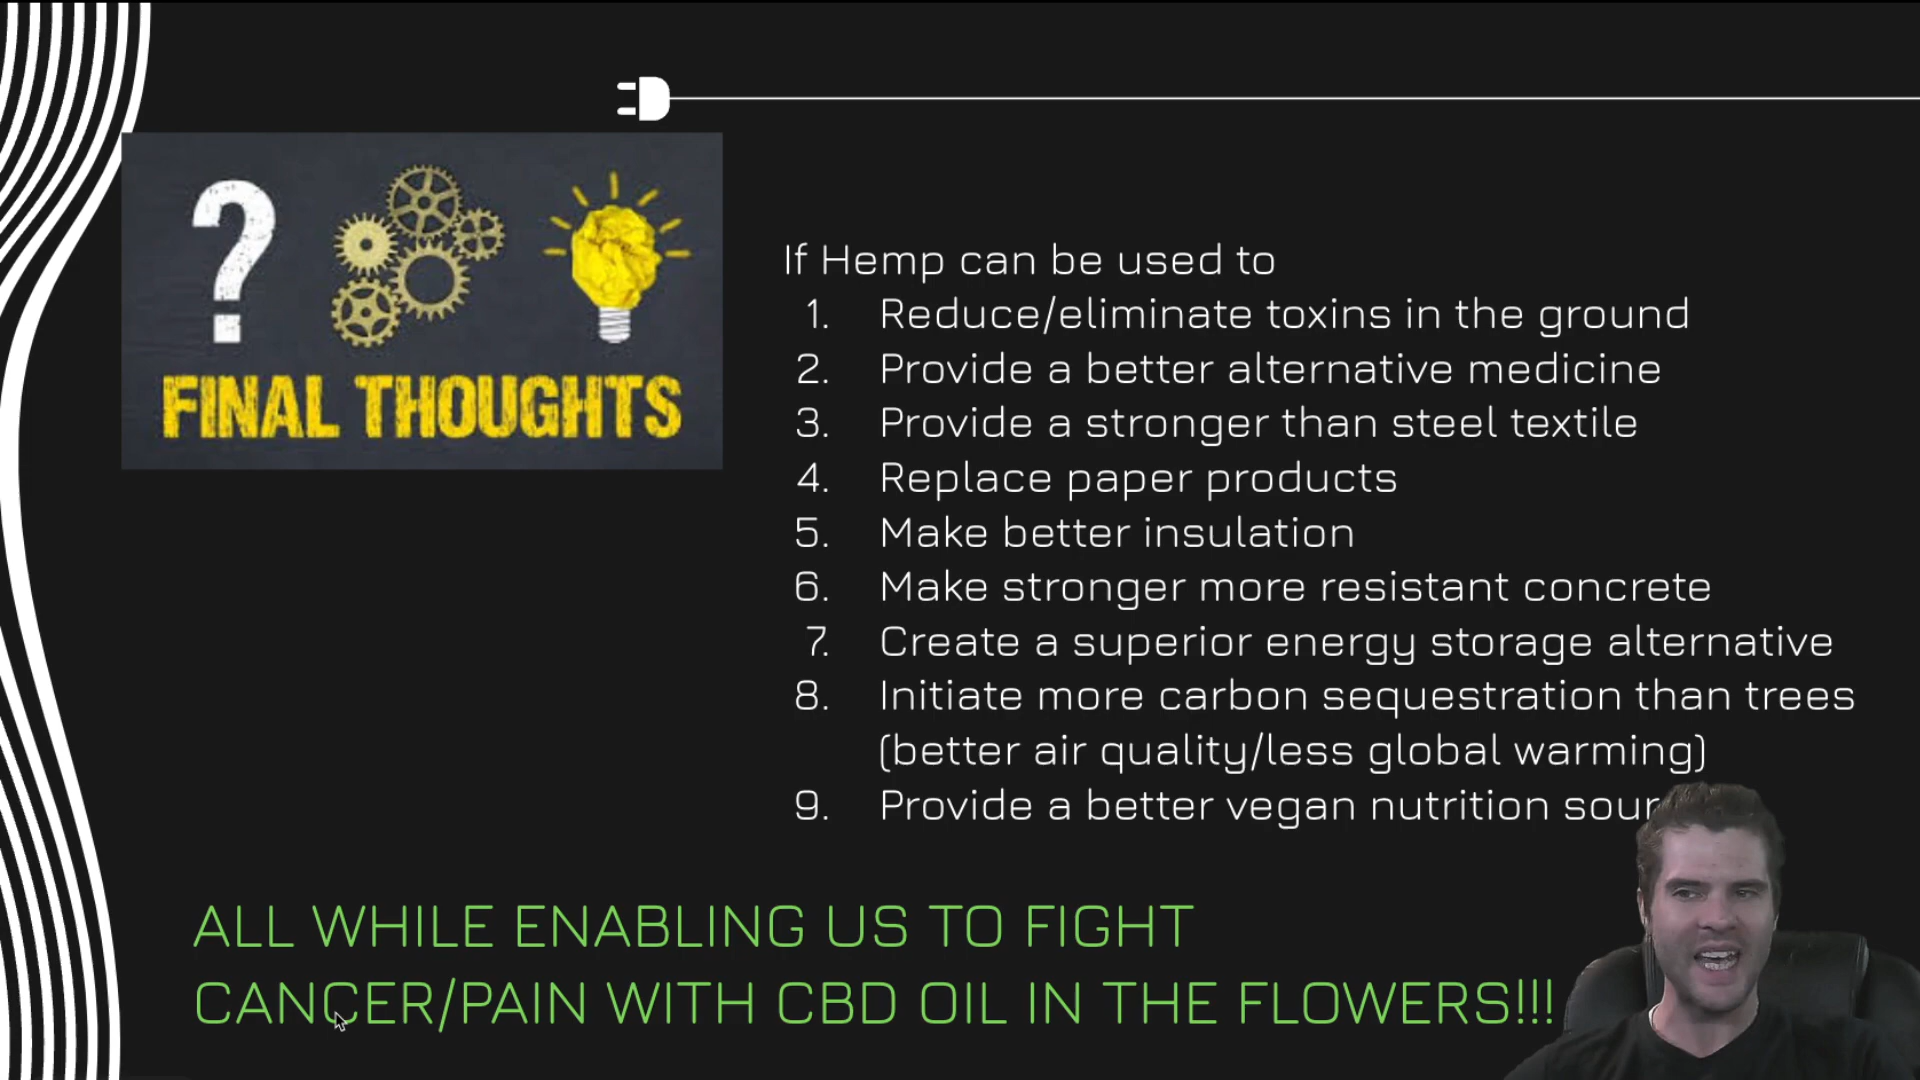 ?
FINAL THOUGHTS
If Hemp can be used to
1. Reduce/eliminate toxins in the ground
2. Provide a better alternative medicine
3. Provide a stronger than steel textile
4. Replace paper products
5. Make better insulation
6. Make stronger more resistant concrete
7. Create a superior energy storage alternative
8. Initiate more carbon sequestration than trees
(better air quality/less global warming)
9. Provide a better vegan nutrition
ALL WHILE ENABLING US TO FIGHT
CANCER/PAIN WITH CBD OIL IN THE FLOWERS!!!